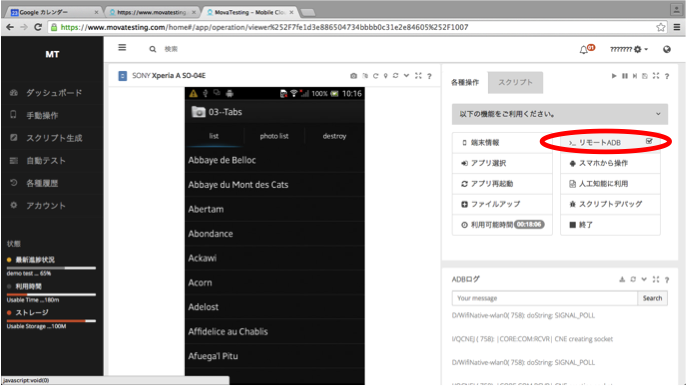 Google カレンダー
https://www.movatesting.
MovaTesting - Mobile Clo
https://www.movatesting.com/home#/app/operation/viewer%252F7fe1d3e886504734bbbb0c31e2e84605%252F1007
MT
検索
???????
ダッシュボード
手動操作
スクリプト生成
自動テスト
各種履歴
アカウント
状態
最新進捗状況
demo test ... 65%
利用時間
Usable Time ...160m
ストレージ
Usable Storage ...100M
javascript:void(0)
SONY Xperia A SO-04E
100% 10:16
03--Tabs
list photo list destroy
Abbaye de Belloc
Abbaye du Mont des Cats
Abertam
Abondance
Ackawi
Acorn
Adelost
Affidelice au Chablis
Afuega'l Pitu
各種操作 スクリプト
以下の機能をご利用ください。
端末情報 リモートADB
アプリ選択 スマホから操作
アプリ再起動 人工知能に利用
ファイルアップ スクリプトデバッグ
利用可能時間 00:18:06 終了
ADBログ
Your message Search
D/WifiNative-wlan0( 758): doString: SIGNAL_POLL
I/QCNEJ ( 758): |CORE:COM:RCVR| CNE creating socket
D/WifiNative-wlan0( 758): doString: SIGNAL_POLL